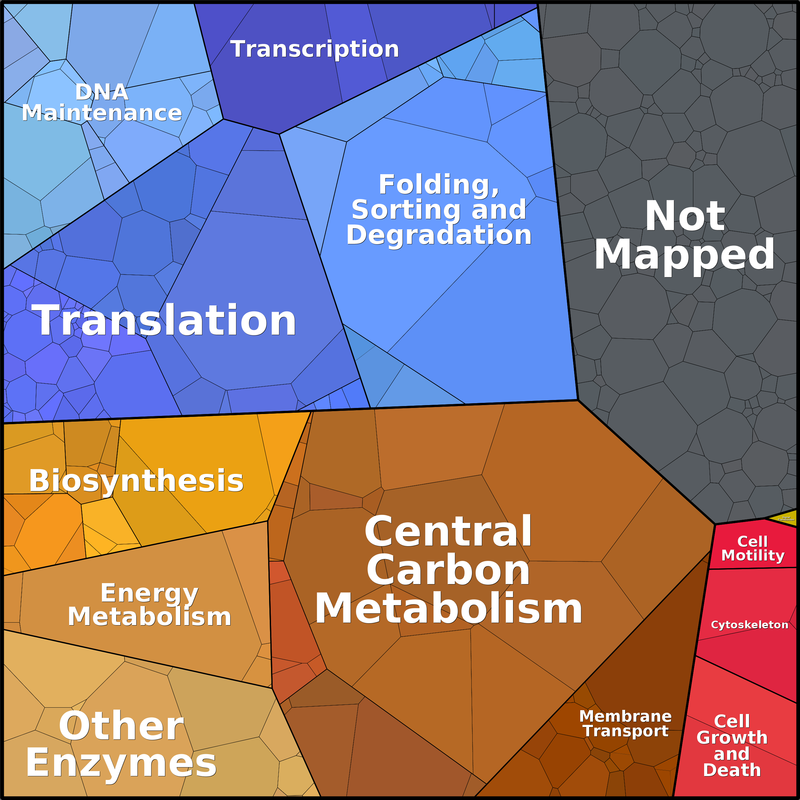 Transcription
DNA
Maintenance
Folding,
Sorting and
Degradation
Not
Mapped
Translation
Biosynthesis
Central
Carbon
Metabolism
Cell
Motility
Energy
Metabolism
Cytoskeleton
Other
Enzymes
Membrane
Transport
Cell
Growth
and
Death